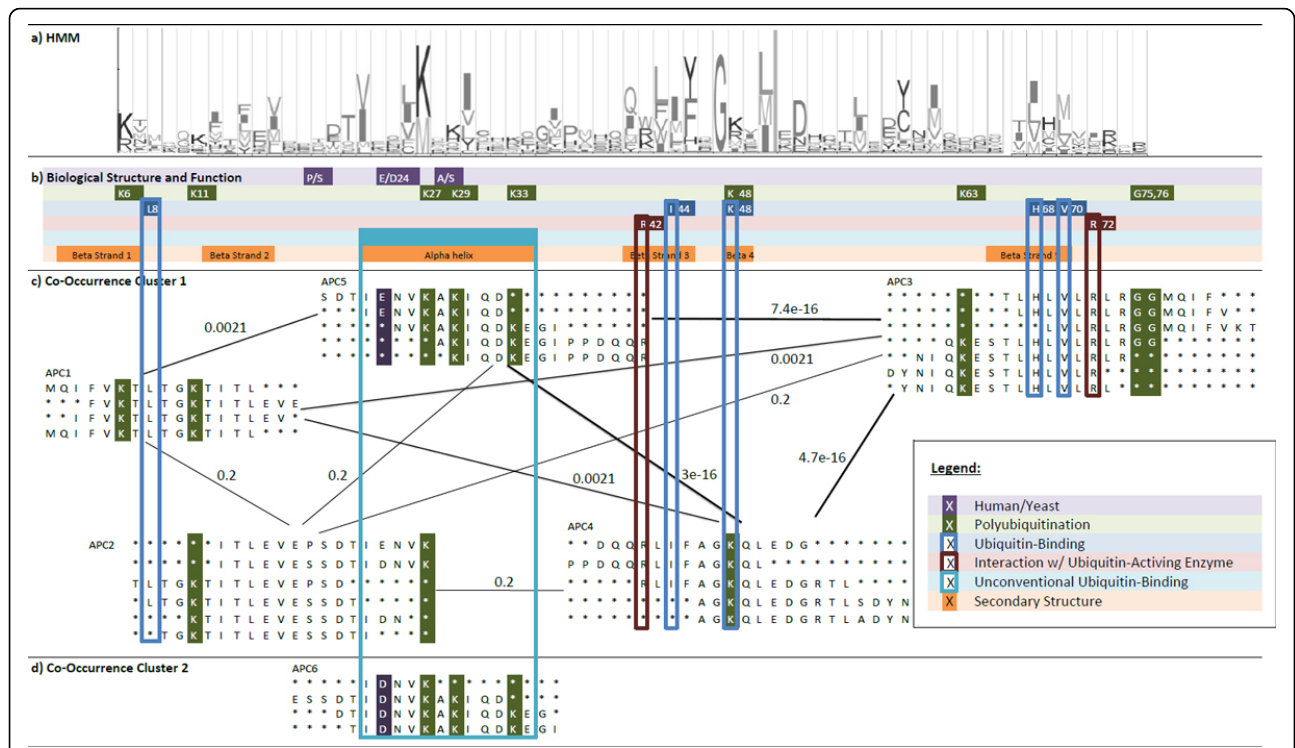 a) HMM
b) Biological Structure and Function
P/S E/D24 A/S
K6 K11 K27 K29 K33 K 48 K63 G75,76
L8 I 44 K 48 H 68 V 70
R 42 R 72
Beta Strand 1 Beta Strand 2 Alpha helix Beta Strand 3 Beta 4 Beta Strand 5
c) Co-Occurrence Cluster 1
APC5
S D T I E N V K A K I Q D * * * * * * * * * *
* * * I E N V K A K I Q D * * * * * * * * * *
* * * * * N V K A K I Q D K E G I * * * * * *
* * * * * * * * A K I Q D K E G I P P D Q Q R
* * * * * * * * * K I Q D K E G I P P D Q Q R
APC3
* * * * * * * * T L H L V L R L R G G M Q I F * * *
* * * * * * * * * L H L V L R L R G G M Q I F V * *
* * * * * * * * * * * L V L R L R G G M Q I F V K T
* * * * Q K E S T L H L V L R L R G G * * * * * * *
* * N I Q K E S T L H L V L R L R * * * * * * * * *
D Y N I Q K E S T L H L V L R * * * * * * * * * * *
* Y N I Q K E S T L H L V L R L * * * * * * * * * *
0.0021
7.4e-16
0.0021
0.2
APC1
M Q I F V K T L T G K T I T L * * *
* * * F V K T L T G K T I T L E V E
* * I F V K T L T G K T I T L E V *
M Q I F V K T L T G K T I T L * * *
0.2
0.2
0.0021
3e-16
4.7e-16
APC2
* * * * * * I T L E V E P S D T I E N V K
* * * * * * I T L E V E S S D T I D N V K
T L T G K T I T L E V E P S D * * * * * *
* L T G K T I T L E V E S S D * * * * * *
* * * * K T I T L E V E S S D T I D N * *
* * T G K T I T L E V E S S D T I * * * *
0.2
APC4
* * D Q Q R L I F A G K Q L E D G * * * * * * *
P P D Q Q R L I F A G K Q L * * * * * * * * * *
* * * * * R L I F A G K Q L E D G R T L * * * *
* * * * * * * * * A G K Q L E D G R T L S D Y N
* * * * * * * * * A G K Q L E D G R T L A D Y N
Legend:
X Human/Yeast
X Polyubiquitination
X Ubiquitin-Binding
X Interaction w/ Ubiquitin-Activing Enzyme
X Unconventional Ubiquitin-Binding
X Secondary Structure
d) Co-Occurrence Cluster 2
APC6
* * * * * I D N V K * * * * * * * * *
E S S D T I D N V K A K I Q D * * * *
* * * D T I D N V K A K I Q D K E G *
* * * * T I D N V K A K I Q D K E G I